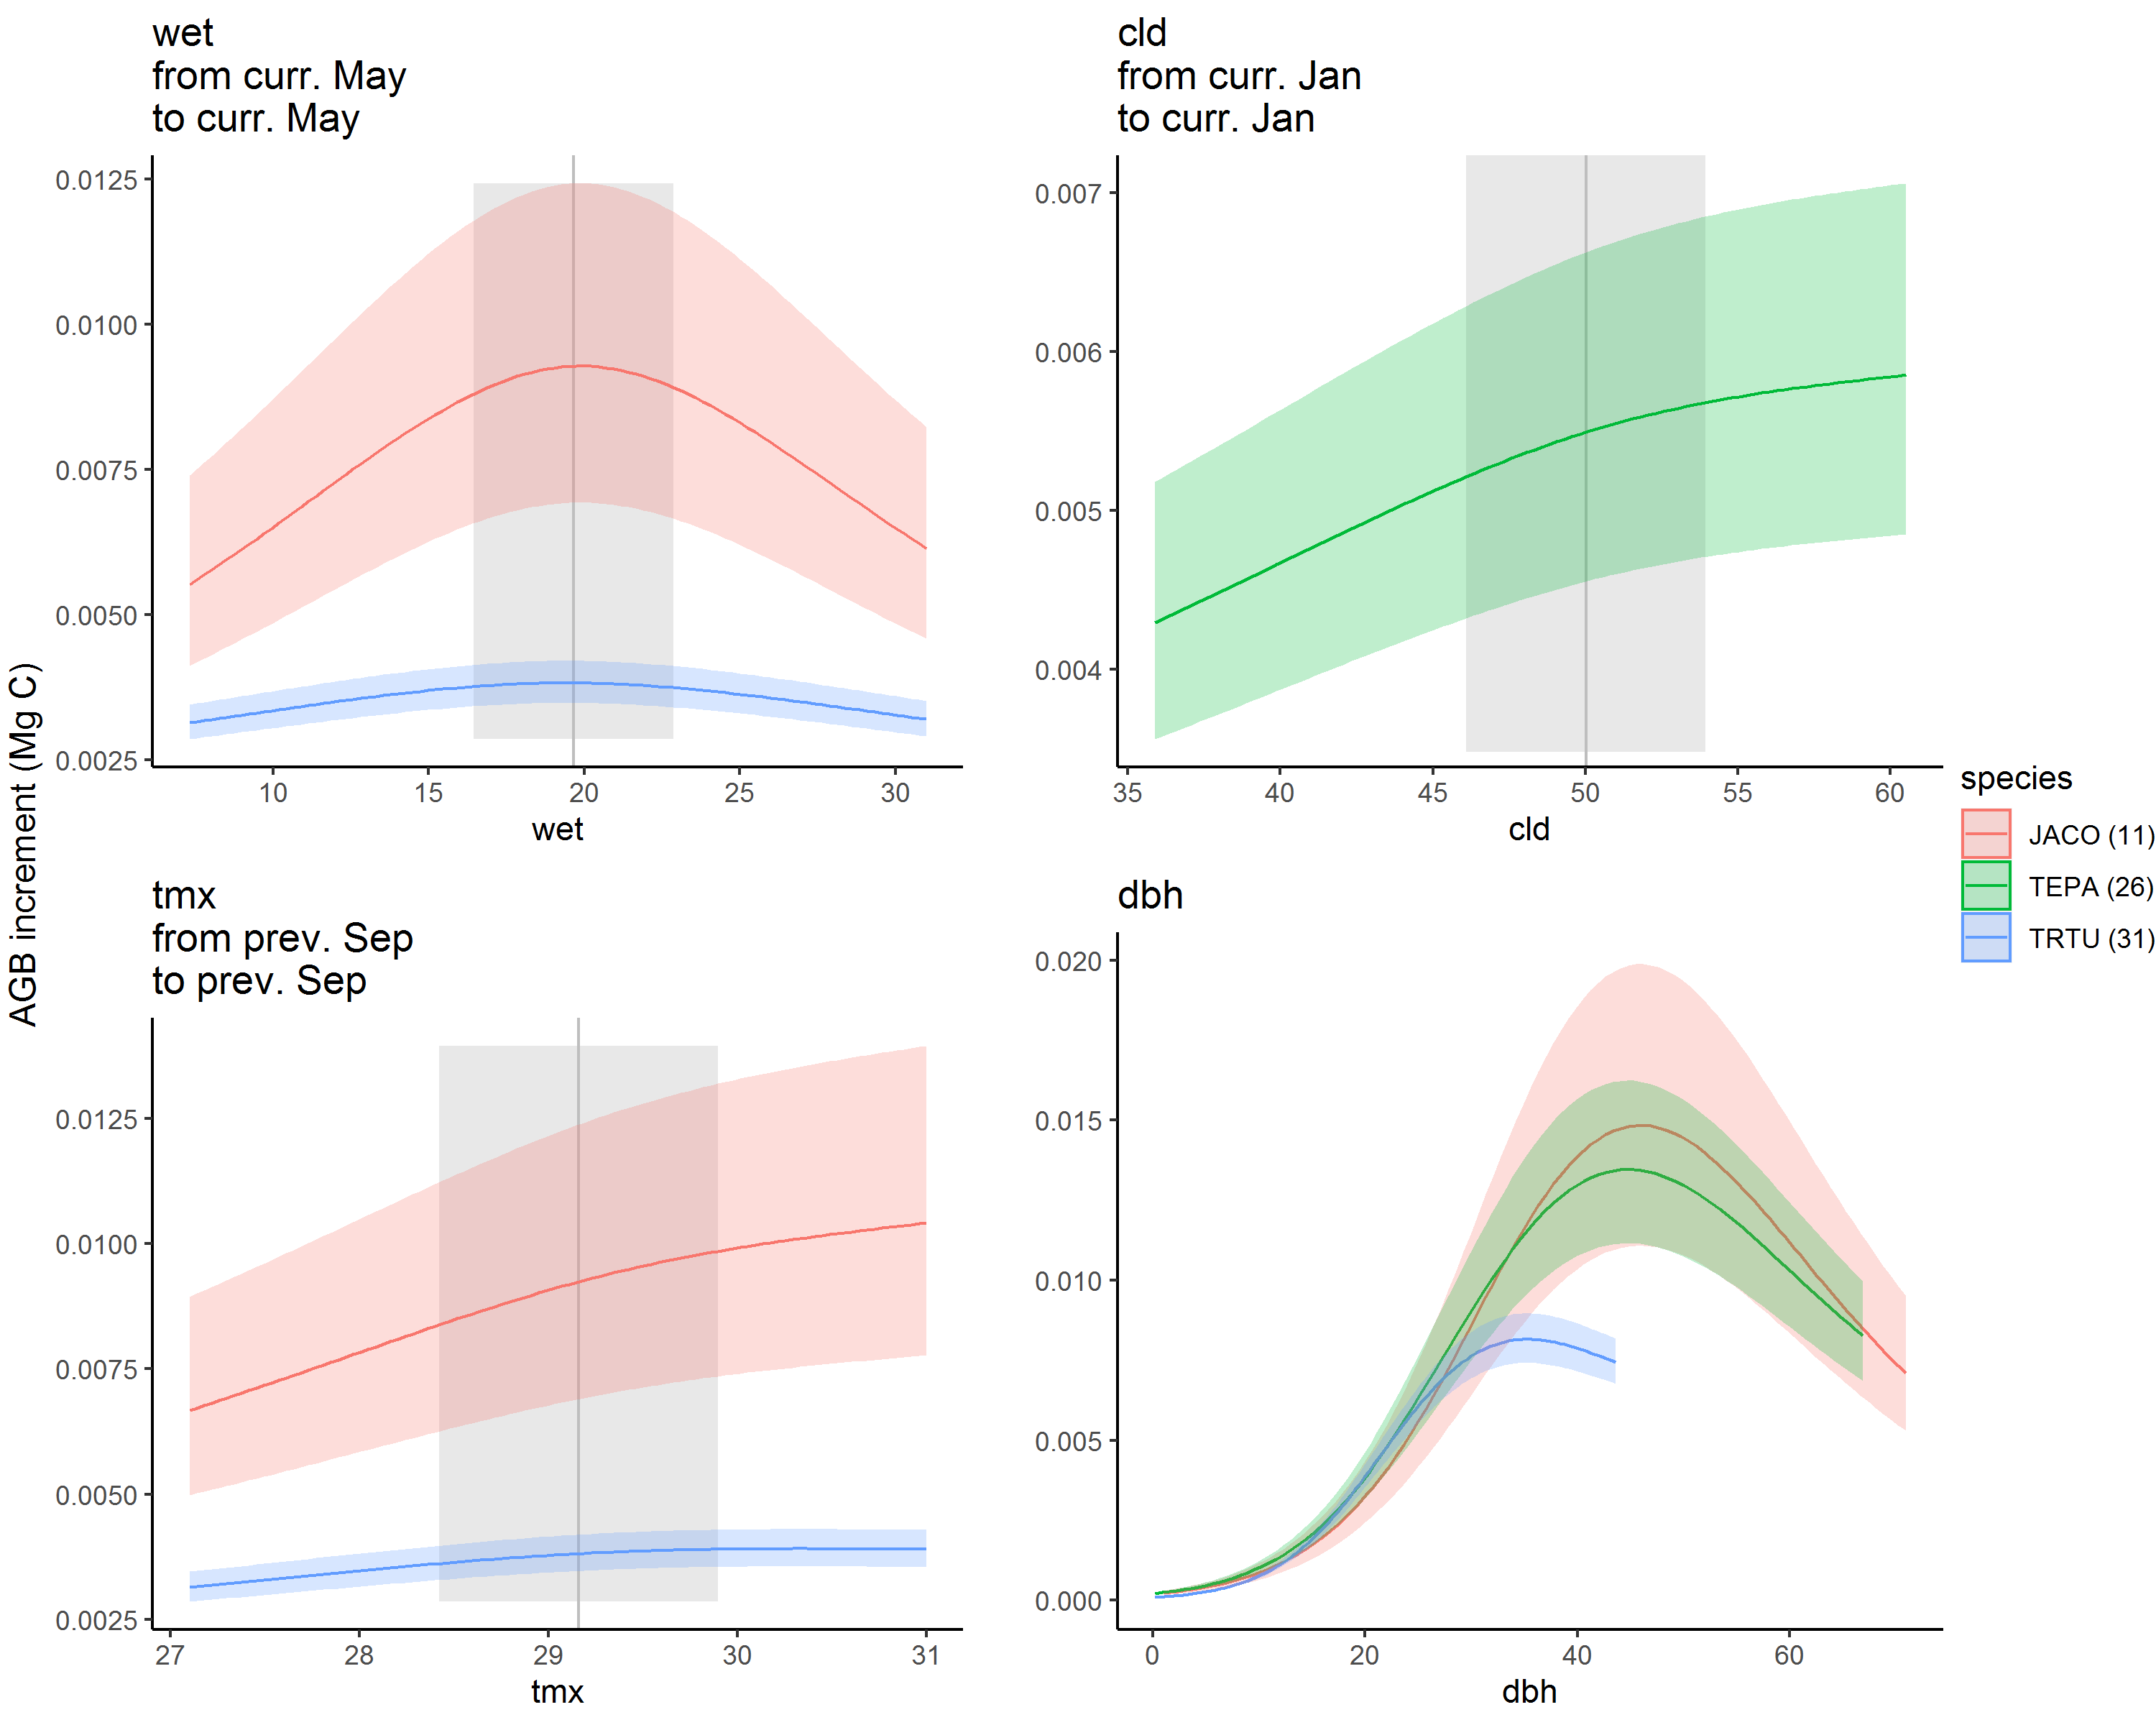 wet
from curr. May
to curr. May
0.0125
0.0100
0.0075
0.0050
0.0025
10 15 20 25 30
wet
cld
from curr. Jan
to curr. Jan
0.007
0.006
0.005
0.004
35 40 45 50 55 60
cld
AGB increment (Mg C)
tmx
from prev. Sep
to prev. Sep
0.0125
0.0100
0.0075
0.0050
0.0025
27 28 29 30 31
tmx
dbh
0.020
0.015
0.010
0.005
0.000
0 20 40 60
dbh
species
JACO (11)
TEPA (26)
TRTU (31)